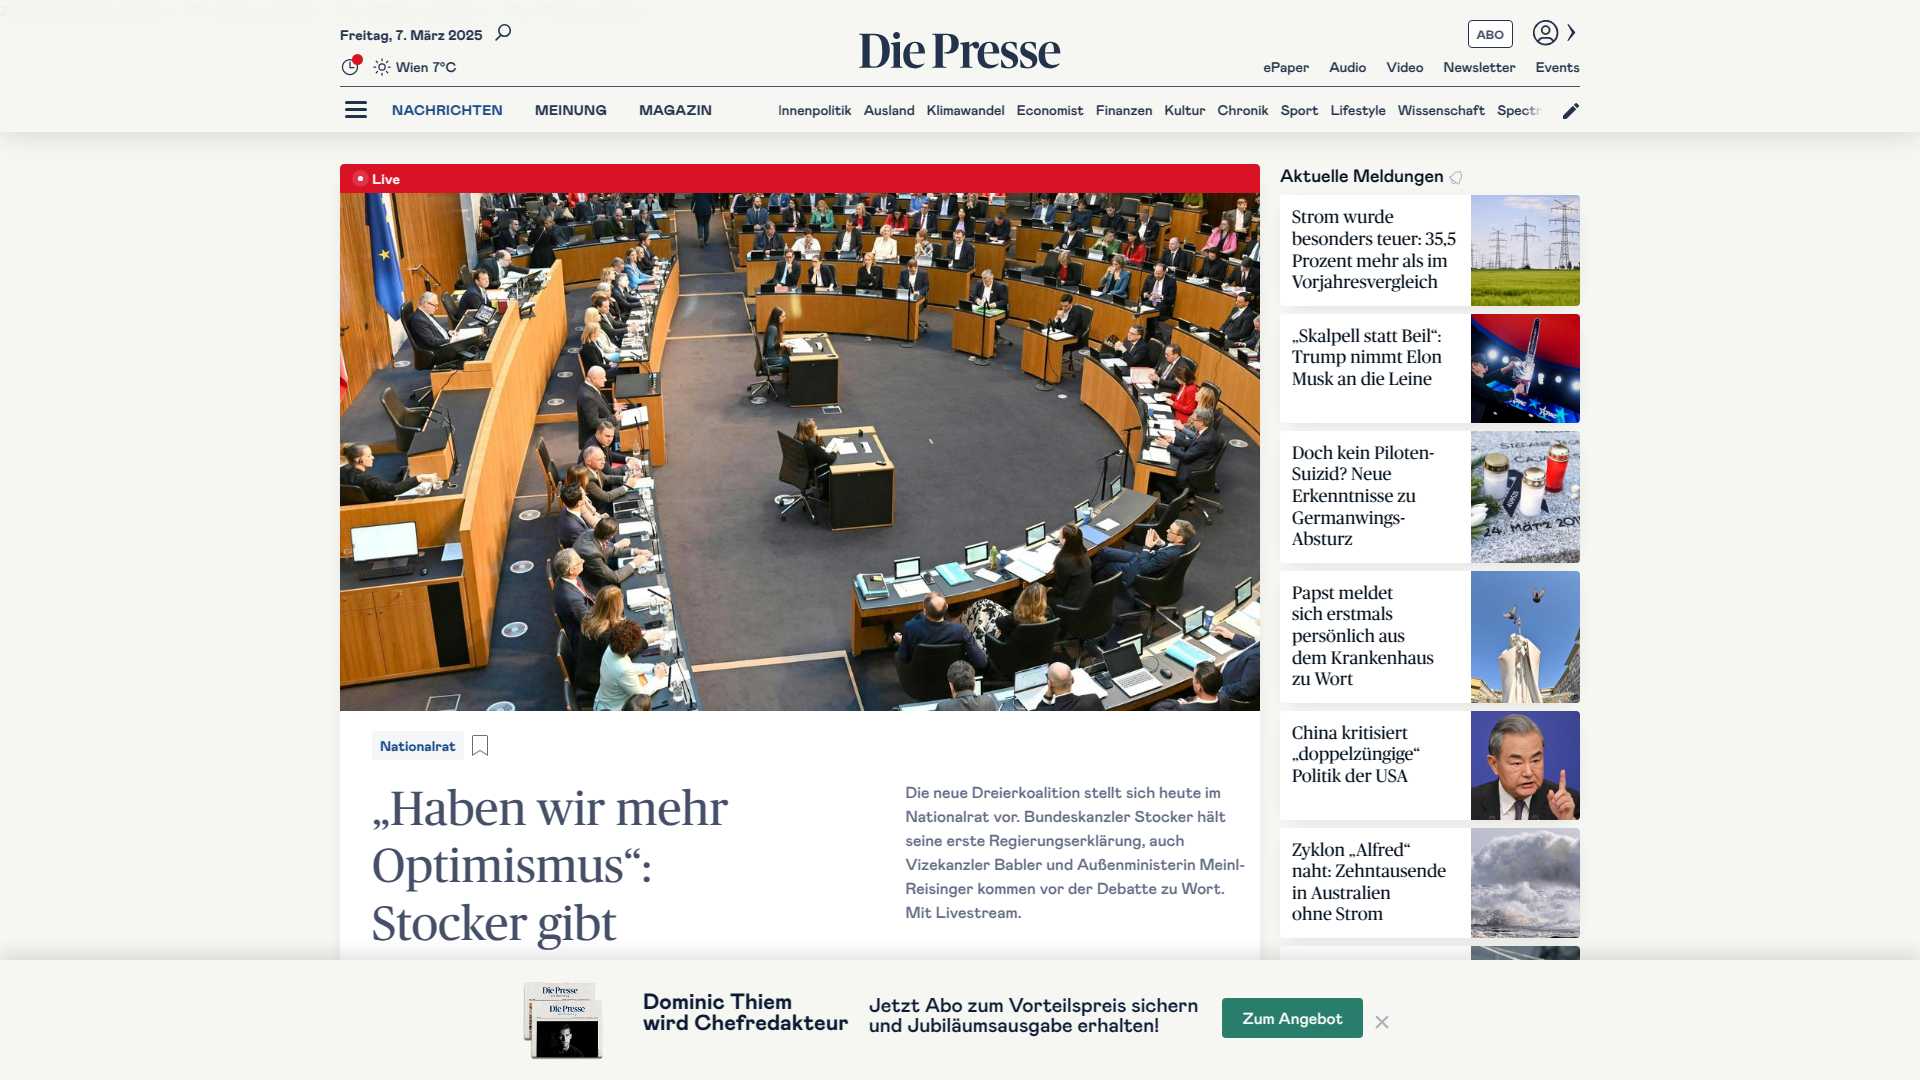 Freitag, 7. März 2025
Wien 7°C
Die Presse
ABO
ePaper Audio Video Newsletter Events
NACHRICHTEN MEINUNG MAGAZIN
Innenpolitik Ausland Klimawandel Economist Finanzen Kultur Chronik Sport Lifestyle Wissenschaft Spectr
Live
Nationalrat
„Haben wir mehr
Optimismus“:
Stocker gibt
Die neue Dreierkoalition stellt sich heute im
Nationalrat vor. Bundeskanzler Stocker hält
seine erste Regierungserklärung, auch
Vizekanzler Babler und Außenministerin Meinl-
Reisinger kommen vor der Debatte zu Wort.
Mit Livestream.
Aktuelle Meldungen
Strom wurde
besonders teuer: 35,5
Prozent mehr als im
Vorjahresvergleich
„Skalpell statt Beil“:
Trump nimmt Elon
Musk an die Leine
Doch kein Piloten-
Suizid? Neue
Erkenntnisse zu
Germanwings-
Absturz
Papst meldet
sich erstmals
persönlich aus
dem Krankenhaus
zu Wort
China kritisiert
„doppelzüngige“
Politik der USA
Zyklon „Alfred“
naht: Zehntausende
in Australien
ohne Strom
Die Presse
Die Presse
Dominic Thiem
wird Chefredakteur
Jetzt Abo zum Vorteilspreis sichern
und Jubiläumsausgabe erhalten!
Zum Angebot